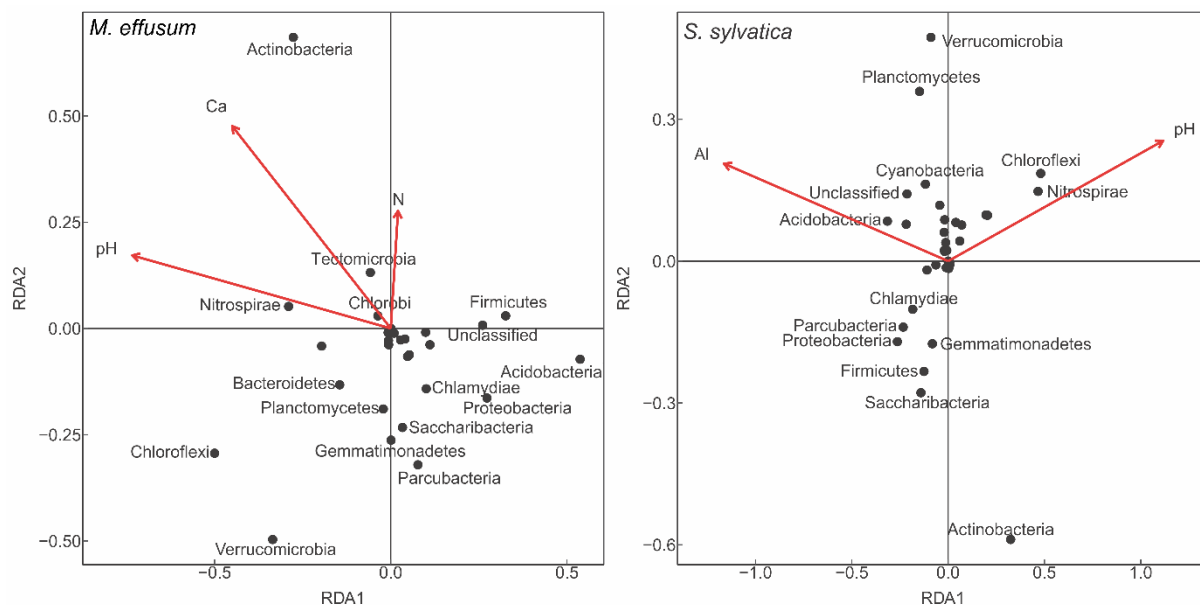 M. effusum
Actinobacteria
Ca
0.50
N
0.25
pH
Tectomicrobia
Nitrospirae
Chlorobi
Firmicutes
0.00
Unclassified
Acidobacteria
Bacteroidetes
Chlamydiae
Planctomycetes
Proteobacteria
Saccharibacteria
−0.25
Chloroflexi
Gemmatimonadetes
Parcubacteria
−0.50
Verrucomicrobia
−0.5
0.0
0.5
RDA1
RDA2
S. sylvatica
Verrucomicrobia
Planctomycetes
0.3
pH
Al
Chloroflexi
Cyanobacteria
Unclassified
Nitrospirae
Acidobacteria
0.0
Chlamydiae
Parcubacteria
Proteobacteria
Gemmatimonadetes
Firmicutes
−0.3
Saccharibacteria
Actinobacteria
−0.6
−1.0
−0.5
0.0
0.5
1.0
RDA1
RDA2